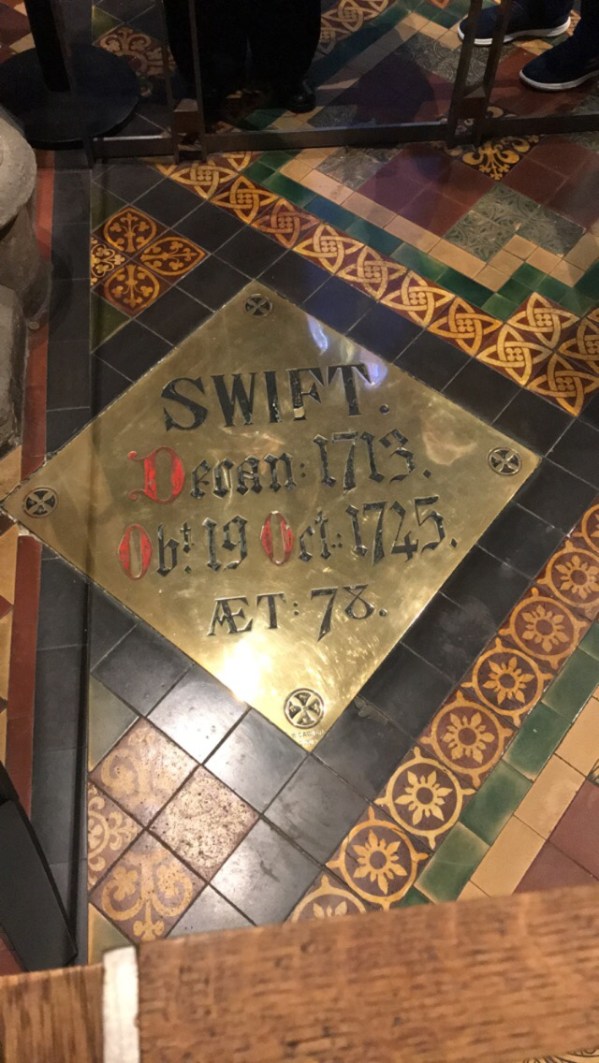 SWIFT.
Decan: 1713.
Obt. 19 Oct: 1745.
ÆT: 78.